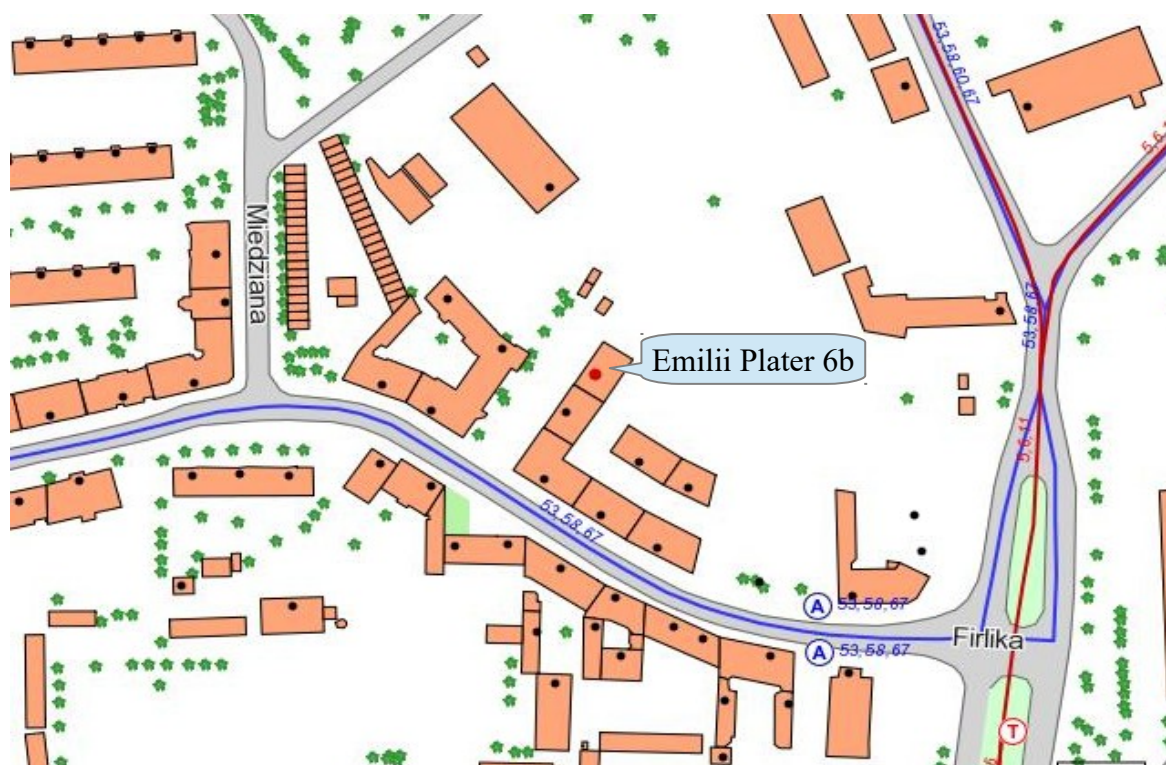 53,58,60,67
5,6,
Miedziana
53,58,67
Emilii Plater 6b
5,6,11
53,58,67
A 53,58,67
A 53,58,67
Firlika
T